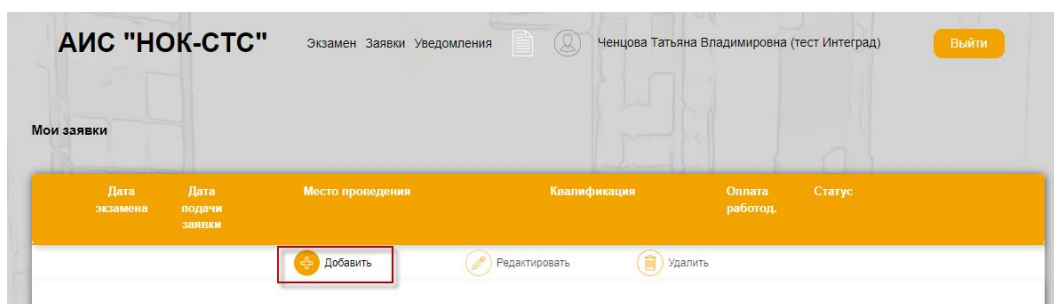 АИС "НОК-СТС" Экзамен Заявки Уведомления Ченцова Татьяна Владимировна (тест Интеград) Выйти
Мои заявки
Дата экзамена Дата подачи заявки Место проведения Квалификация Оплата работод. Статус
Добавить Редактировать Удалить